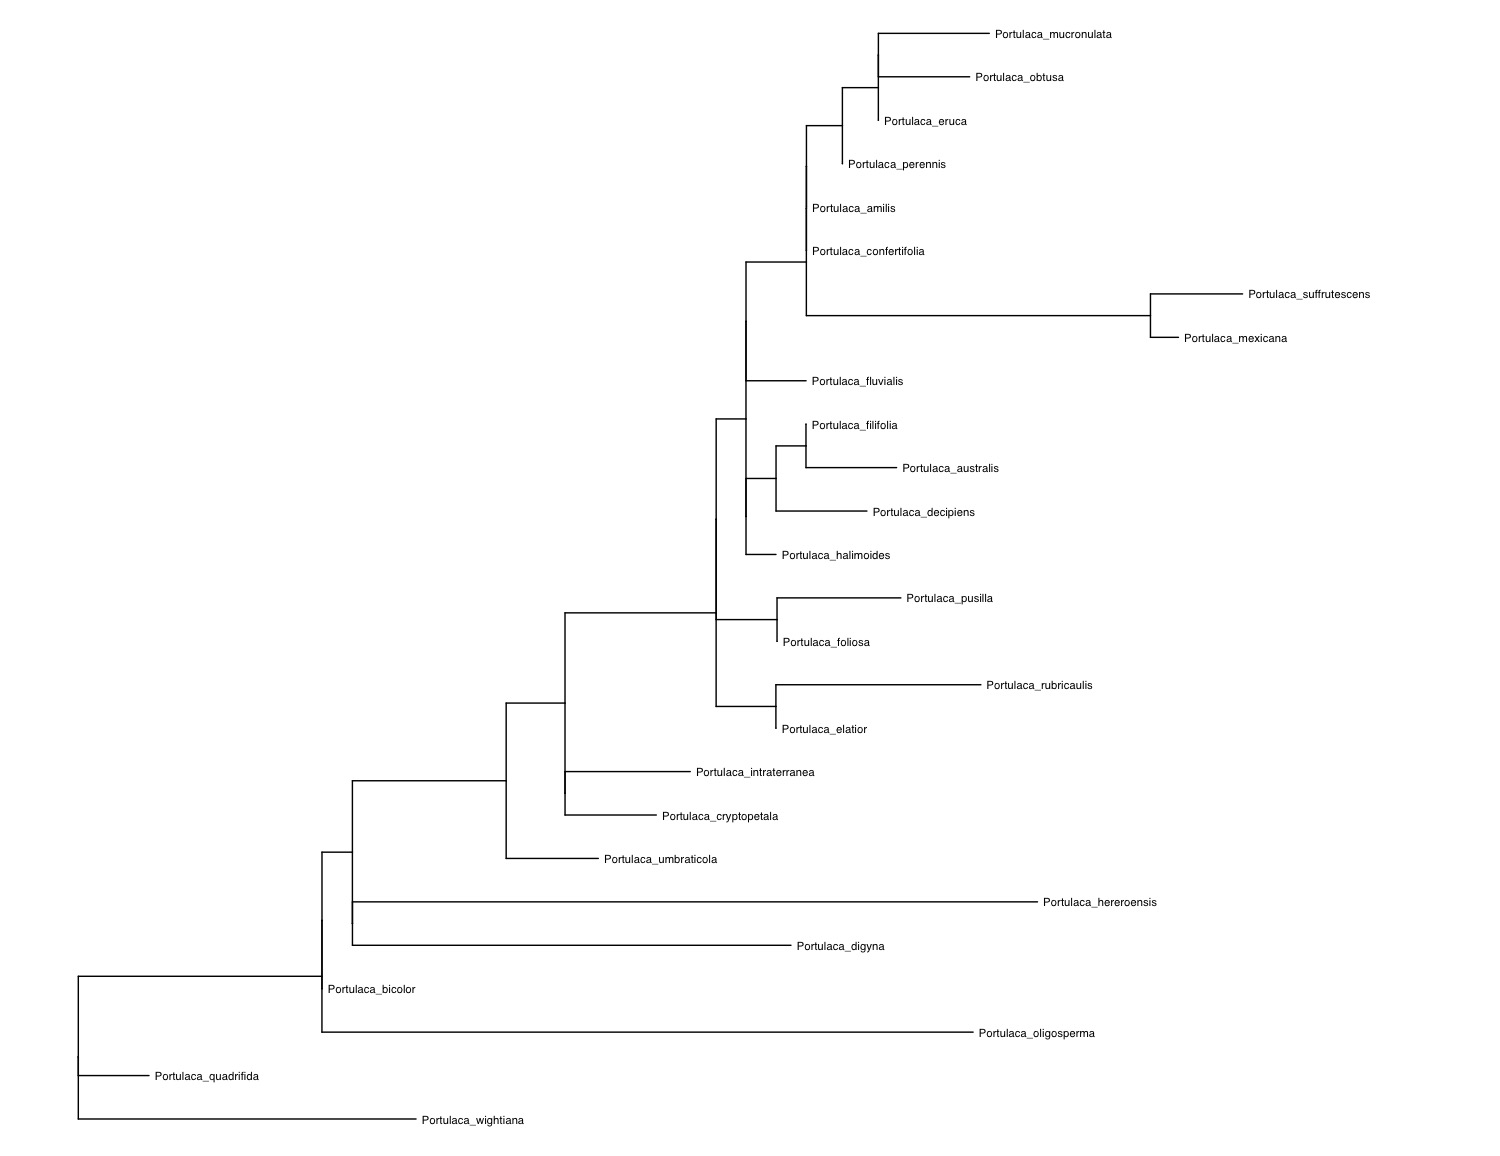 Portulaca_mucronulata
Portulaca_obtusa
Portulaca_eruca
Portulaca_perennis
Portulaca_amilis
Portulaca_confertifolia
Portulaca_suffrutescens
Portulaca_mexicana
Portulaca_fluvialis
Portulaca_filifolia
Portulaca_australis
Portulaca_decipiens
Portulaca_halimoides
Portulaca_pusilla
Portulaca_foliosa
Portulaca_rubricaulis
Portulaca_elatior
Portulaca_intraterranea
Portulaca_cryptopetala
Portulaca_umbraticola
Portulaca_hereroensis
Portulaca_digyna
Portulaca_bicolor
Portulaca_oligosperma
Portulaca_quadrifida
Portulaca_wightiana